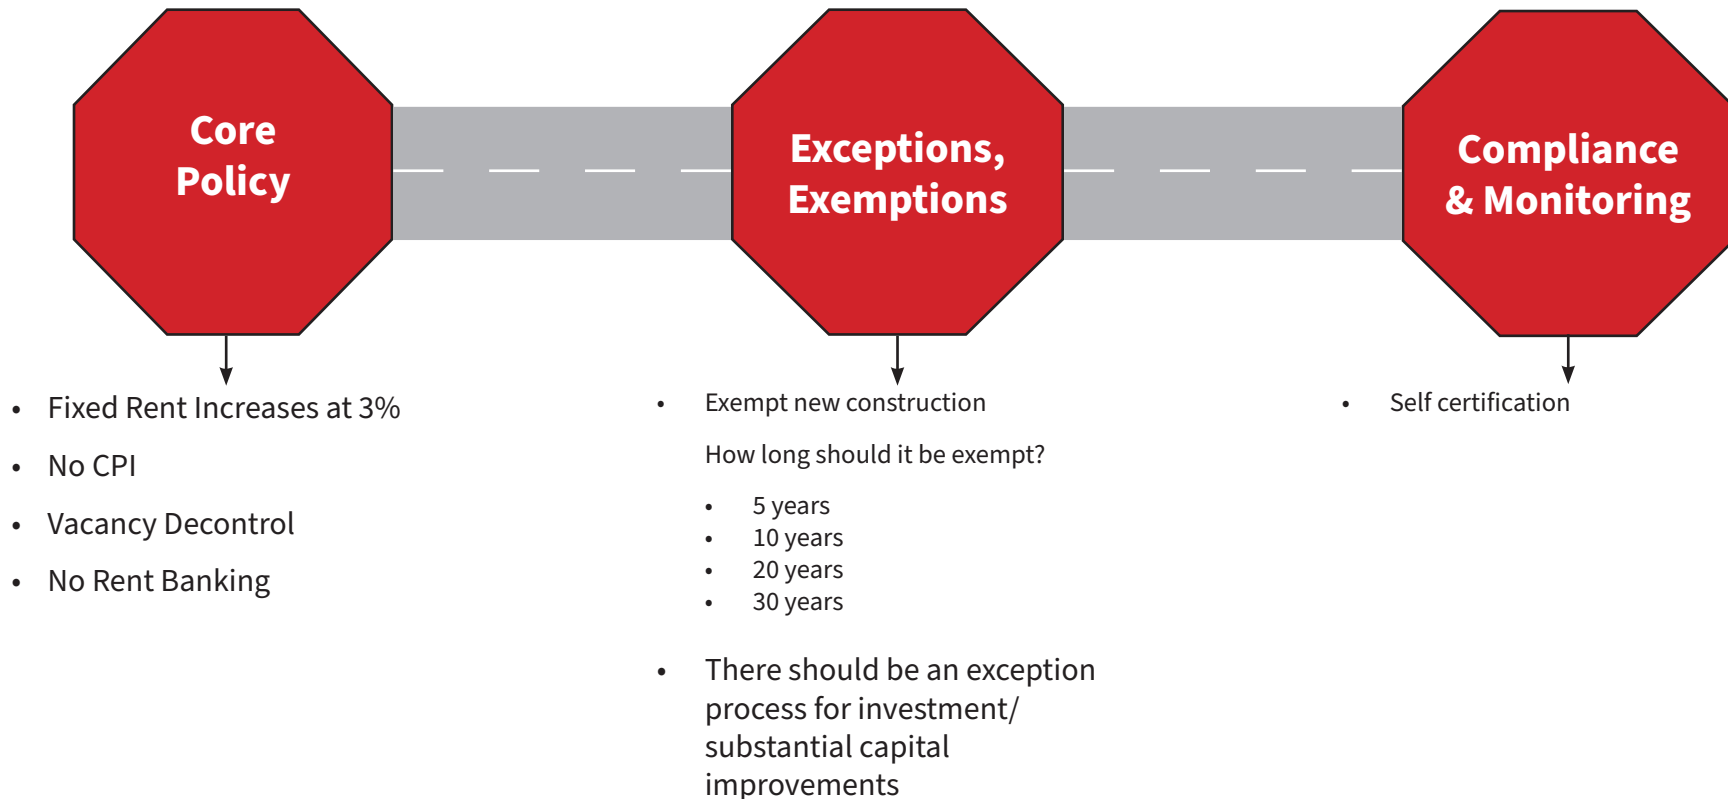 Core
Policy
• Fixed Rent Increases at 3%
• No CPI
• Vacancy Decontrol
• No Rent Banking
Exceptions,
Exemptions
• Exempt new construction
How long should it be exempt?
• 5 years
• 10 years
• 20 years
• 30 years
• There should be an exception
process for investment/
substantial capital
improvements
Compliance
& Monitoring
• Self certification